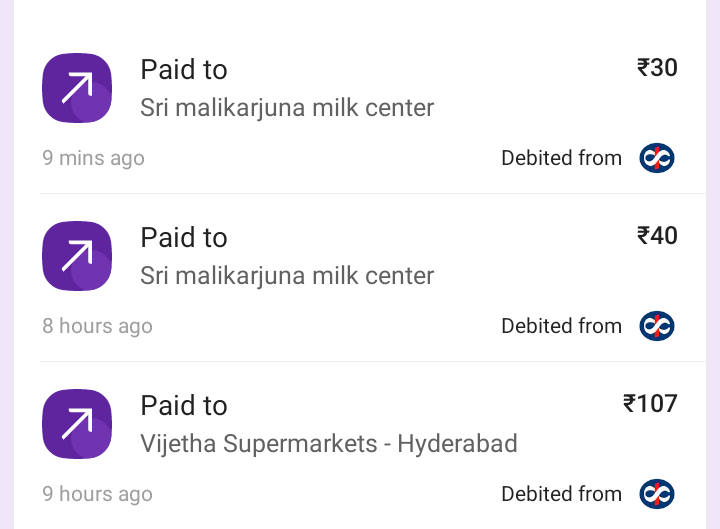 Paid to
₹30
Sri malikarjuna milk center
9 mins ago
Debited from
Paid to
₹40
Sri malikarjuna milk center
8 hours ago
Debited from
Paid to
₹107
Vijetha Supermarkets - Hyderabad
9 hours ago
Debited from